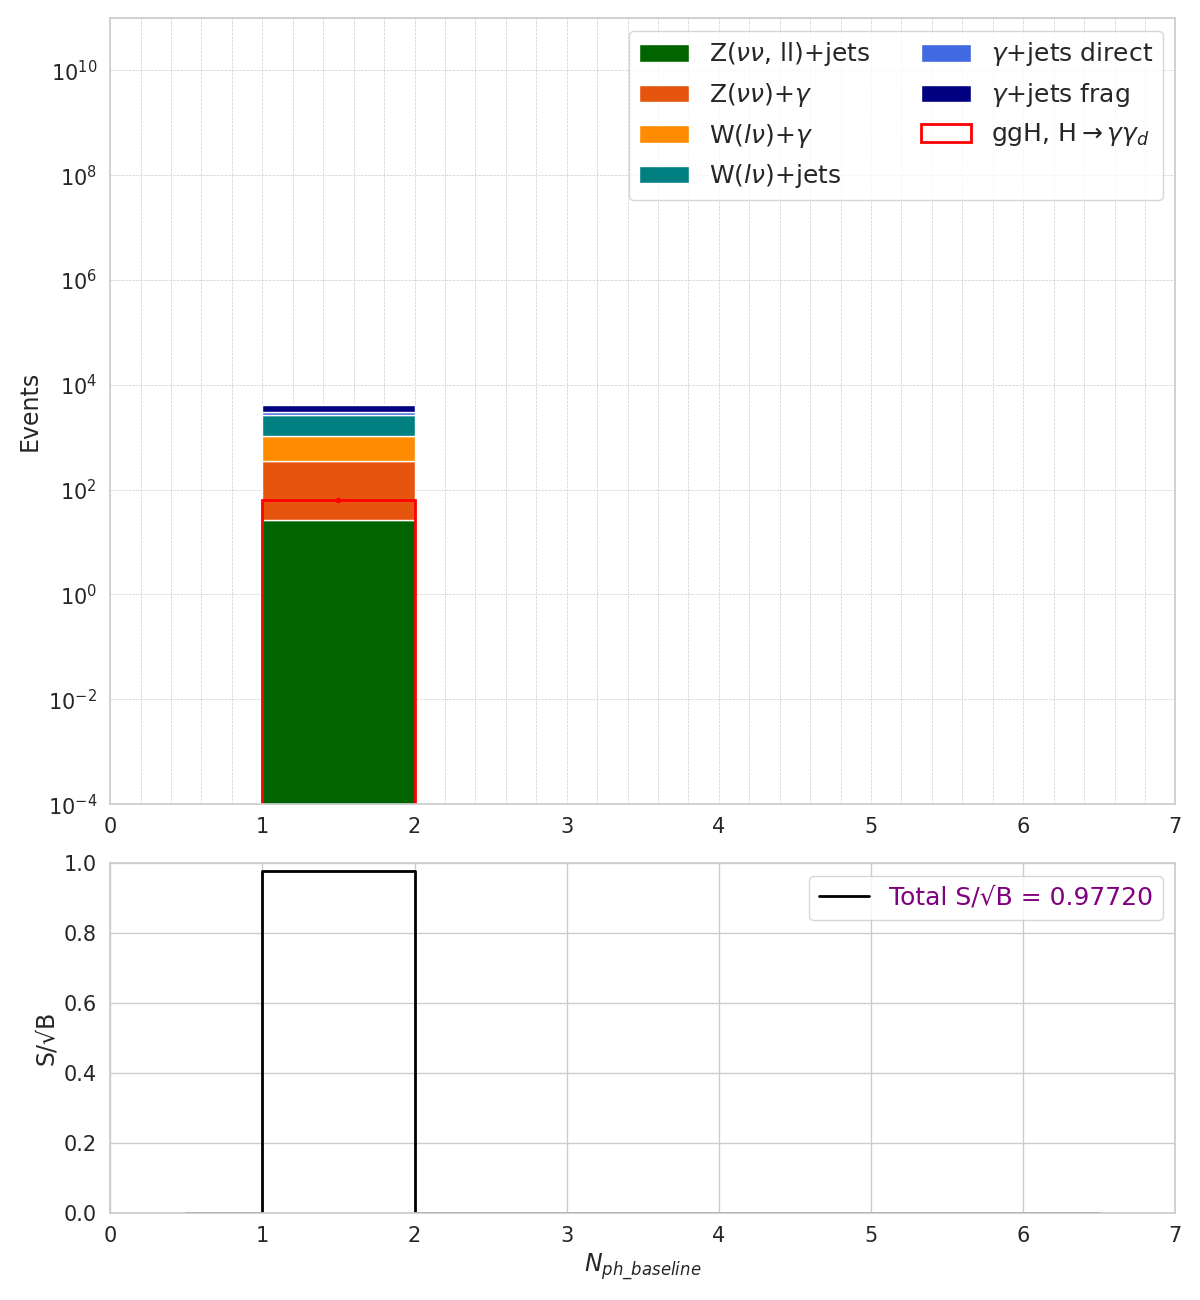 Z(νν, ll)+jets
Z(νν)+γ
W(lν)+γ
W(lν)+jets
γ+jets direct
γ+jets frag
ggH, H→γγ_d
Events
10^10
10^8
10^6
10^4
10^2
10^0
10^−2
10^−4
0 1 2 3 4 5 6 7
Total S/√B = 0.97720
S/√B
1.0
0.8
0.6
0.4
0.2
0.0
0 1 2 3 4 5 6 7
N_ph_baseline